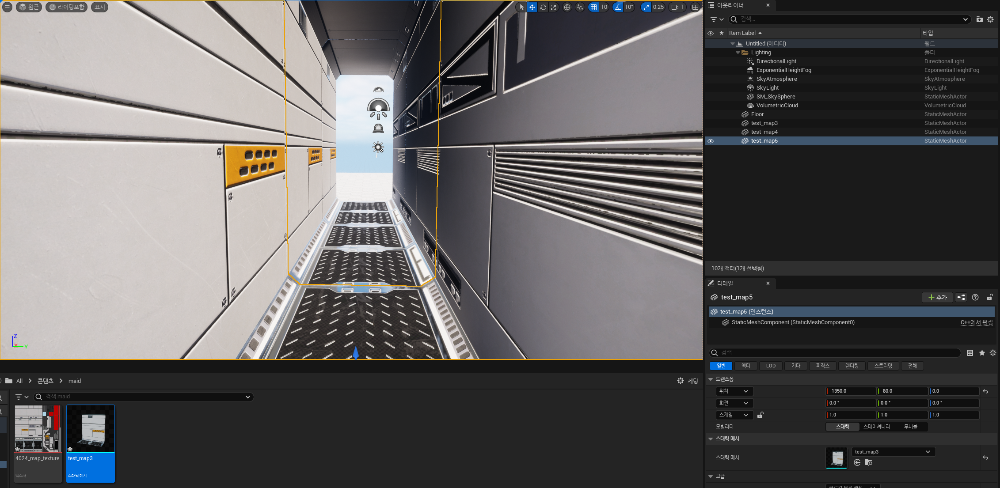 원근
라이팅포함
표시
10
10°
0.25
1
Z
X
Y
아웃라이너
검색...
Item Label
타입
Untitled (에디터)
월드
Lighting
폴더
DirectionalLight
DirectionalLight
ExponentialHeightFog
ExponentialHeightFog
SkyAtmosphere
SkyAtmosphere
SkyLight
SkyLight
SM_SkySphere
StaticMeshActor
VolumetricCloud
VolumetricCloud
Floor
StaticMeshActor
test_map3
StaticMeshActor
test_map4
StaticMeshActor
test_map5
StaticMeshActor
10개 액터(1개 선택됨)
디테일
test_map5
추가
test_map5 (인스턴스)
StaticMeshComponent (StaticMeshComponent0)
C++에서 편집
검색
일반
액터
LOD
기타
피직스
렌더링
스트리밍
전체
트랜스폼
위치
-1350.0
-80.0
0.0
회전
0.0 °
0.0 °
0.0 °
스케일
1.0
1.0
1.0
모빌리티
스태틱
스테이셔너리
무버블
스태틱 메시
스태틱 메시
test_map3
고급
All
콘텐츠
maid
세팅
검색 maid
4024_map_texture
텍스처
test_map3
스태틱 메시